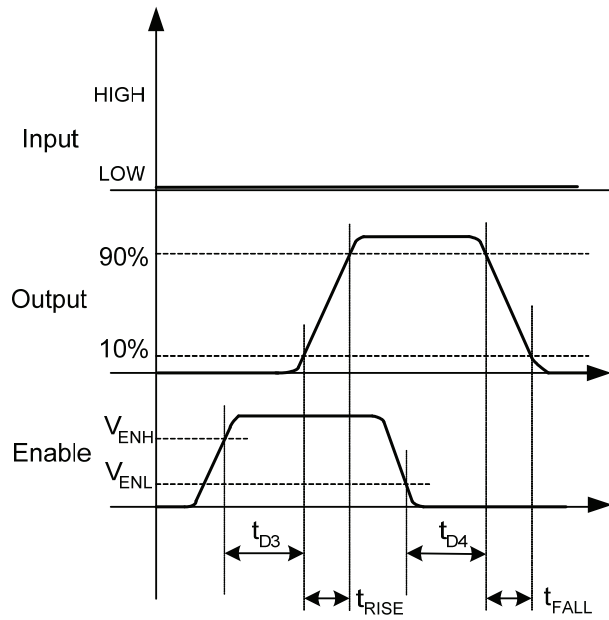 HIGH
Input
LOW
90%
Output
10%
VENH
Enable
VENL
tD3
tD4
tRISE
tFALL